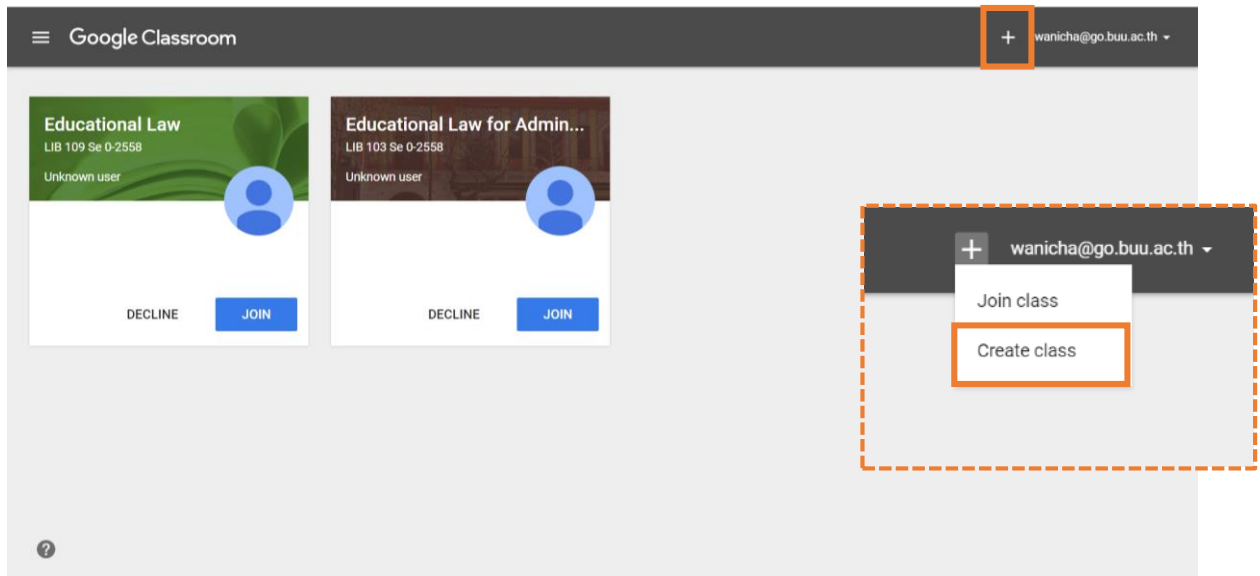 Google Classroom
wanicha@go.buu.ac.th
Educational Law
LIB 109 Se 0-2558
Unknown user
DECLINE
JOIN
Educational Law for Admin...
LIB 103 Se 0-2558
Unknown user
DECLINE
JOIN
wanicha@go.buu.ac.th
Join class
Create class